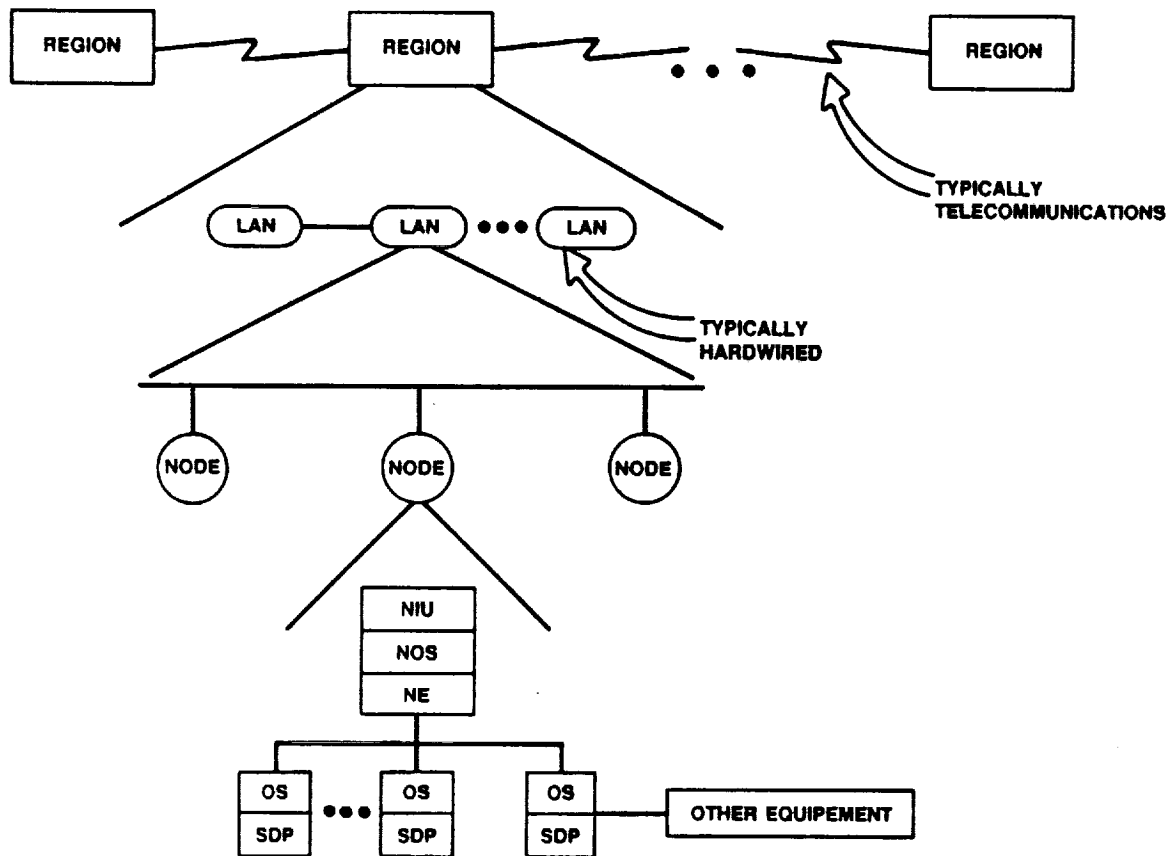 REGION
REGION
REGION
TYPICALLY
TELECOMMUNICATIONS
LAN
LAN
LAN
TYPICALLY
HARDWIRED
NODE
NODE
NODE
NIU
NOS
NE
OS
OS
OS
SDP
SDP
SDP
OTHER EQUIPEMENT